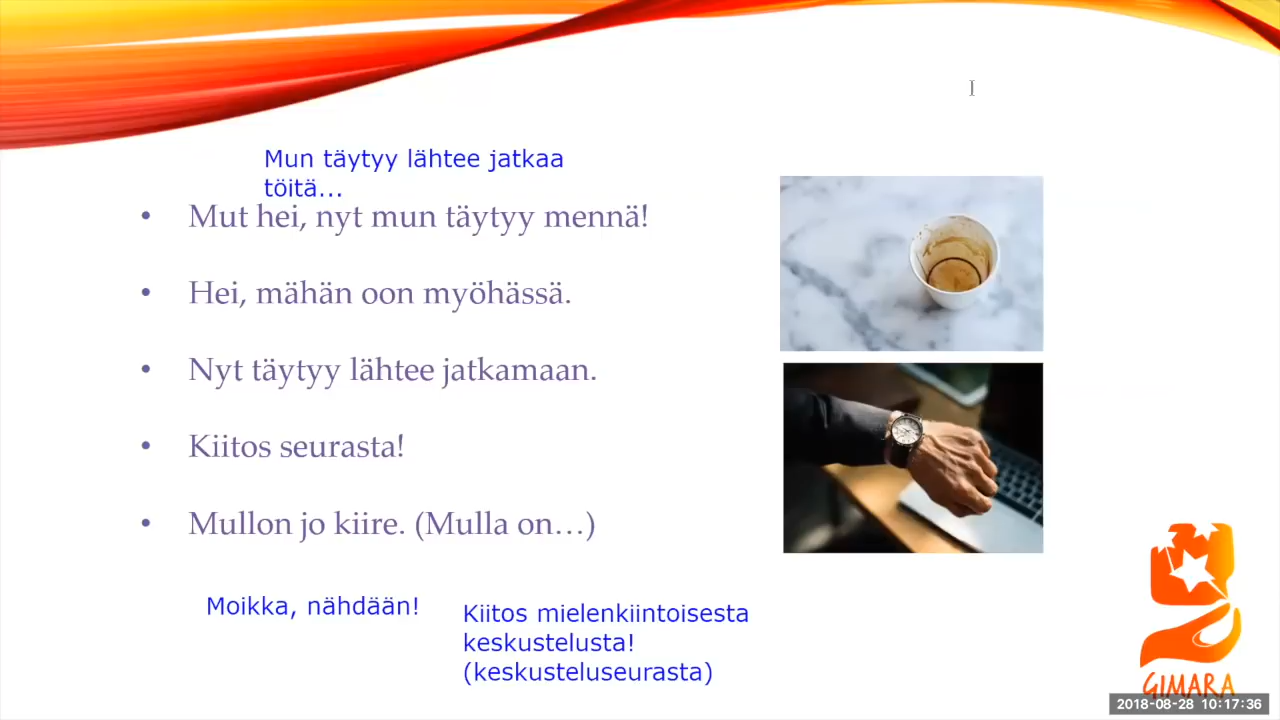 Mun täytyy lähtee jatkaa
töitä...
• Mut hei, nyt mun täytyy mennä!
• Hei, mähän oon myöhässä.
• Nyt täytyy lähtee jatkamaan.
• Kiitos seurasta!
• Mullon jo kiire. (Mulla on…)
Moikka, nähdään!
Kiitos mielenkiintoisesta
keskustelusta!
(keskusteluseurasta)
GIMARA
2018-08-28 10:17:36